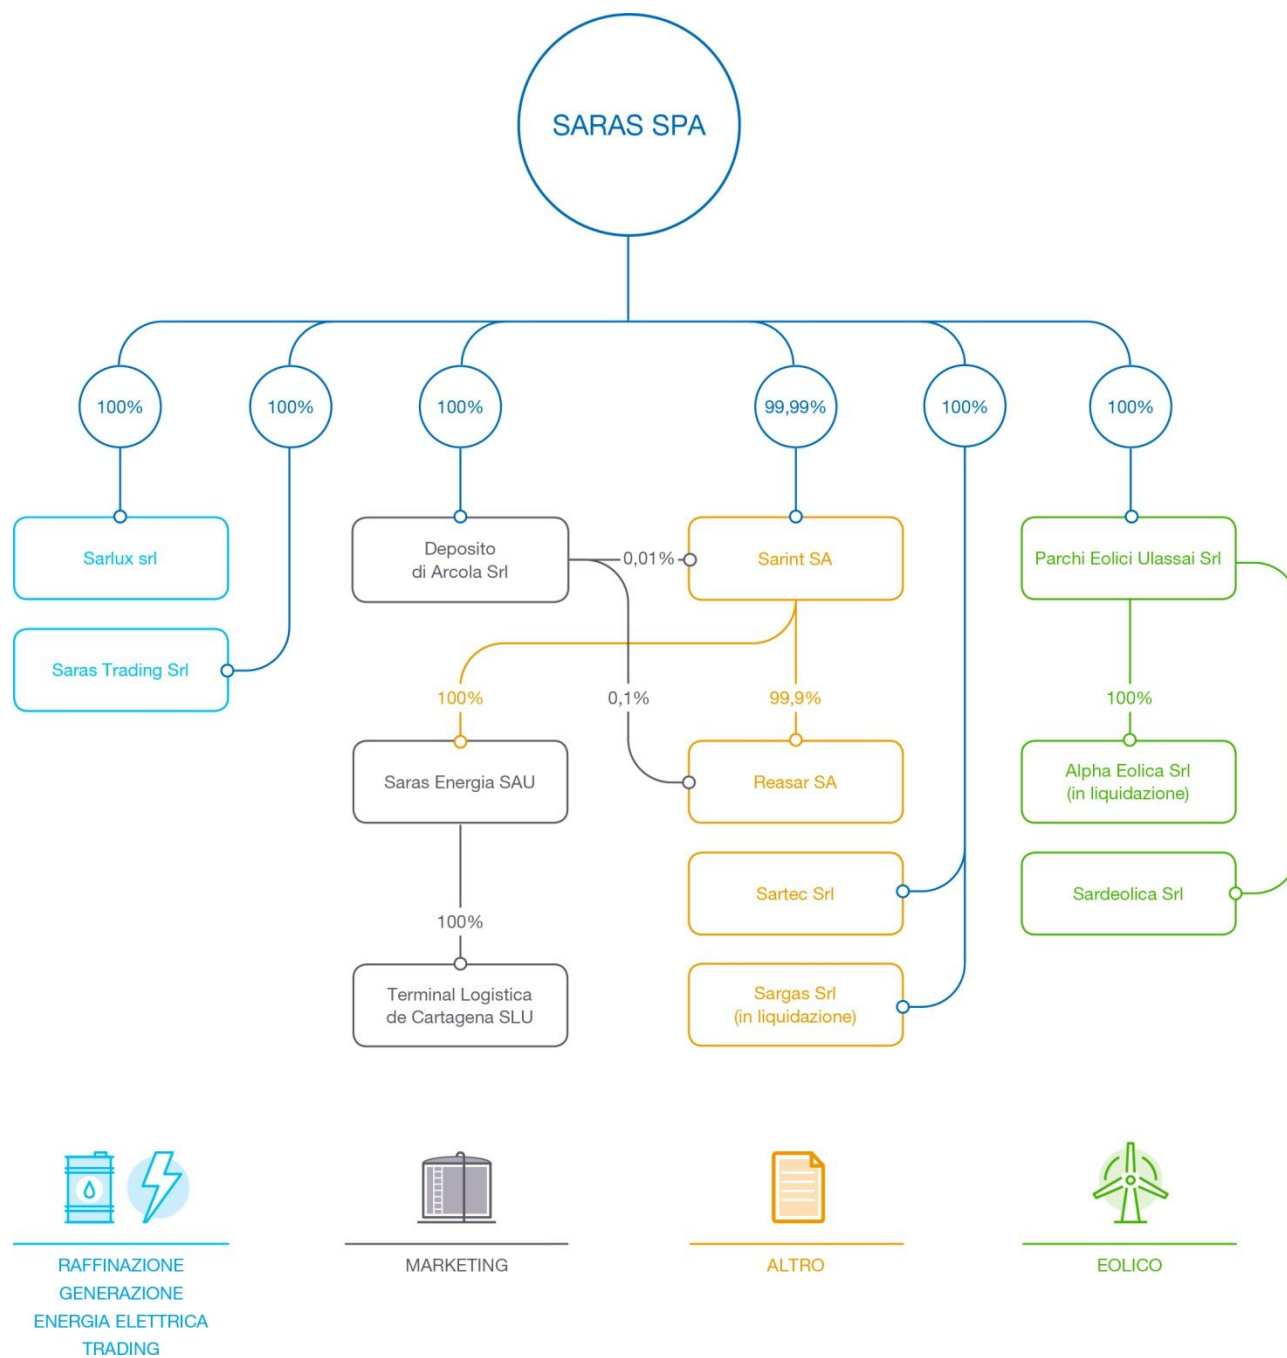 SARAS SPA
100%
100%
100%
99,99%
100%
100%
Sarlux srl
Deposito
di Arcola Srl
0,01%
Sarint SA
Parchi Eolici Ulassai Srl
Saras Trading Srl
100%
0,1%
99,9%
100%
Saras Energia SAU
Reasar SA
Alpha Eolica Srl
(in liquidazione)
Sartec Srl
Sardeolica Srl
100%
Terminal Logistica
de Cartagena SLU
Sargas Srl
(in liquidazione)
RAFFINAZIONE
GENERAZIONE
ENERGIA ELETTRICA
TRADING
MARKETING
ALTRO
EOLICO